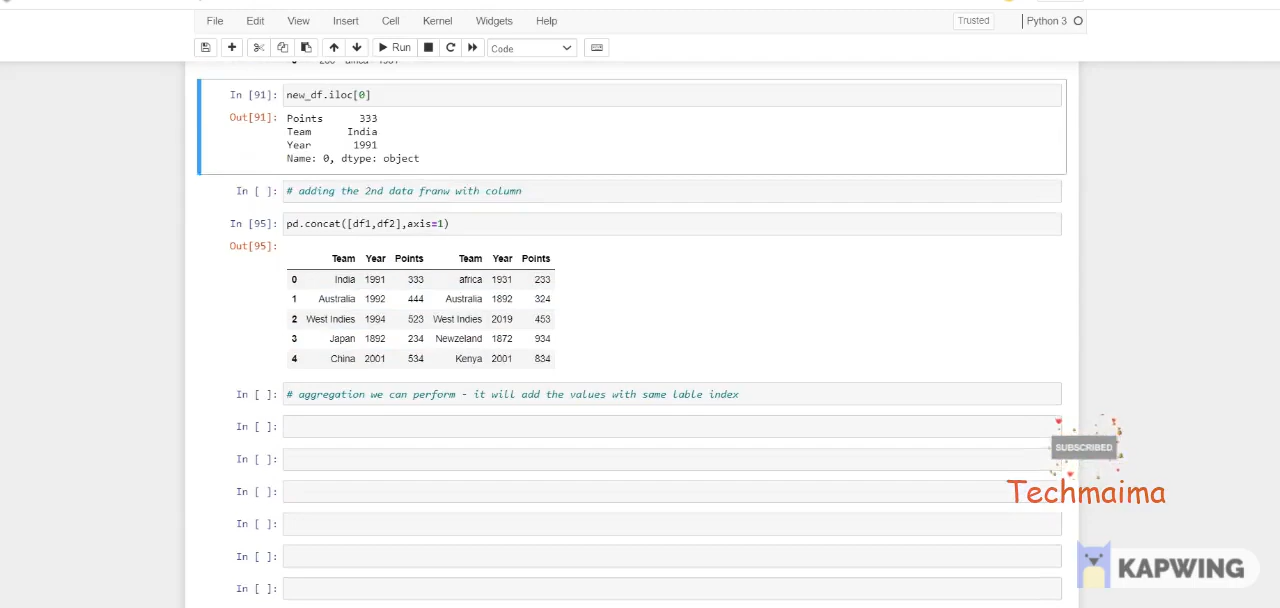 File Edit View Insert Cell Kernel Widgets Help Trusted Python 3
Run Code
In [91]: new_df.iloc[0]
Out[91]: Points 333
Team India
Year 1991
Name: 0, dtype: object
In [ ]: # adding the 2nd data franw with column
In [95]: pd.concat([df1,df2],axis=1)
Out[95]:
Team Year Points Team Year Points
0 India 1991 333 africa 1931 233
1 Australia 1992 444 Australia 1892 324
2 West Indies 1994 523 West Indies 2019 453
3 Japan 1892 234 Newzeland 1872 934
4 China 2001 534 Kenya 2001 834
In [ ]: # aggregation we can perform - it will add the values with same lable index
In [ ]:
SUBSCRIBED
In [ ]:
In [ ]:
Techmaima
In [ ]:
In [ ]:
KAPWING
In [ ]: